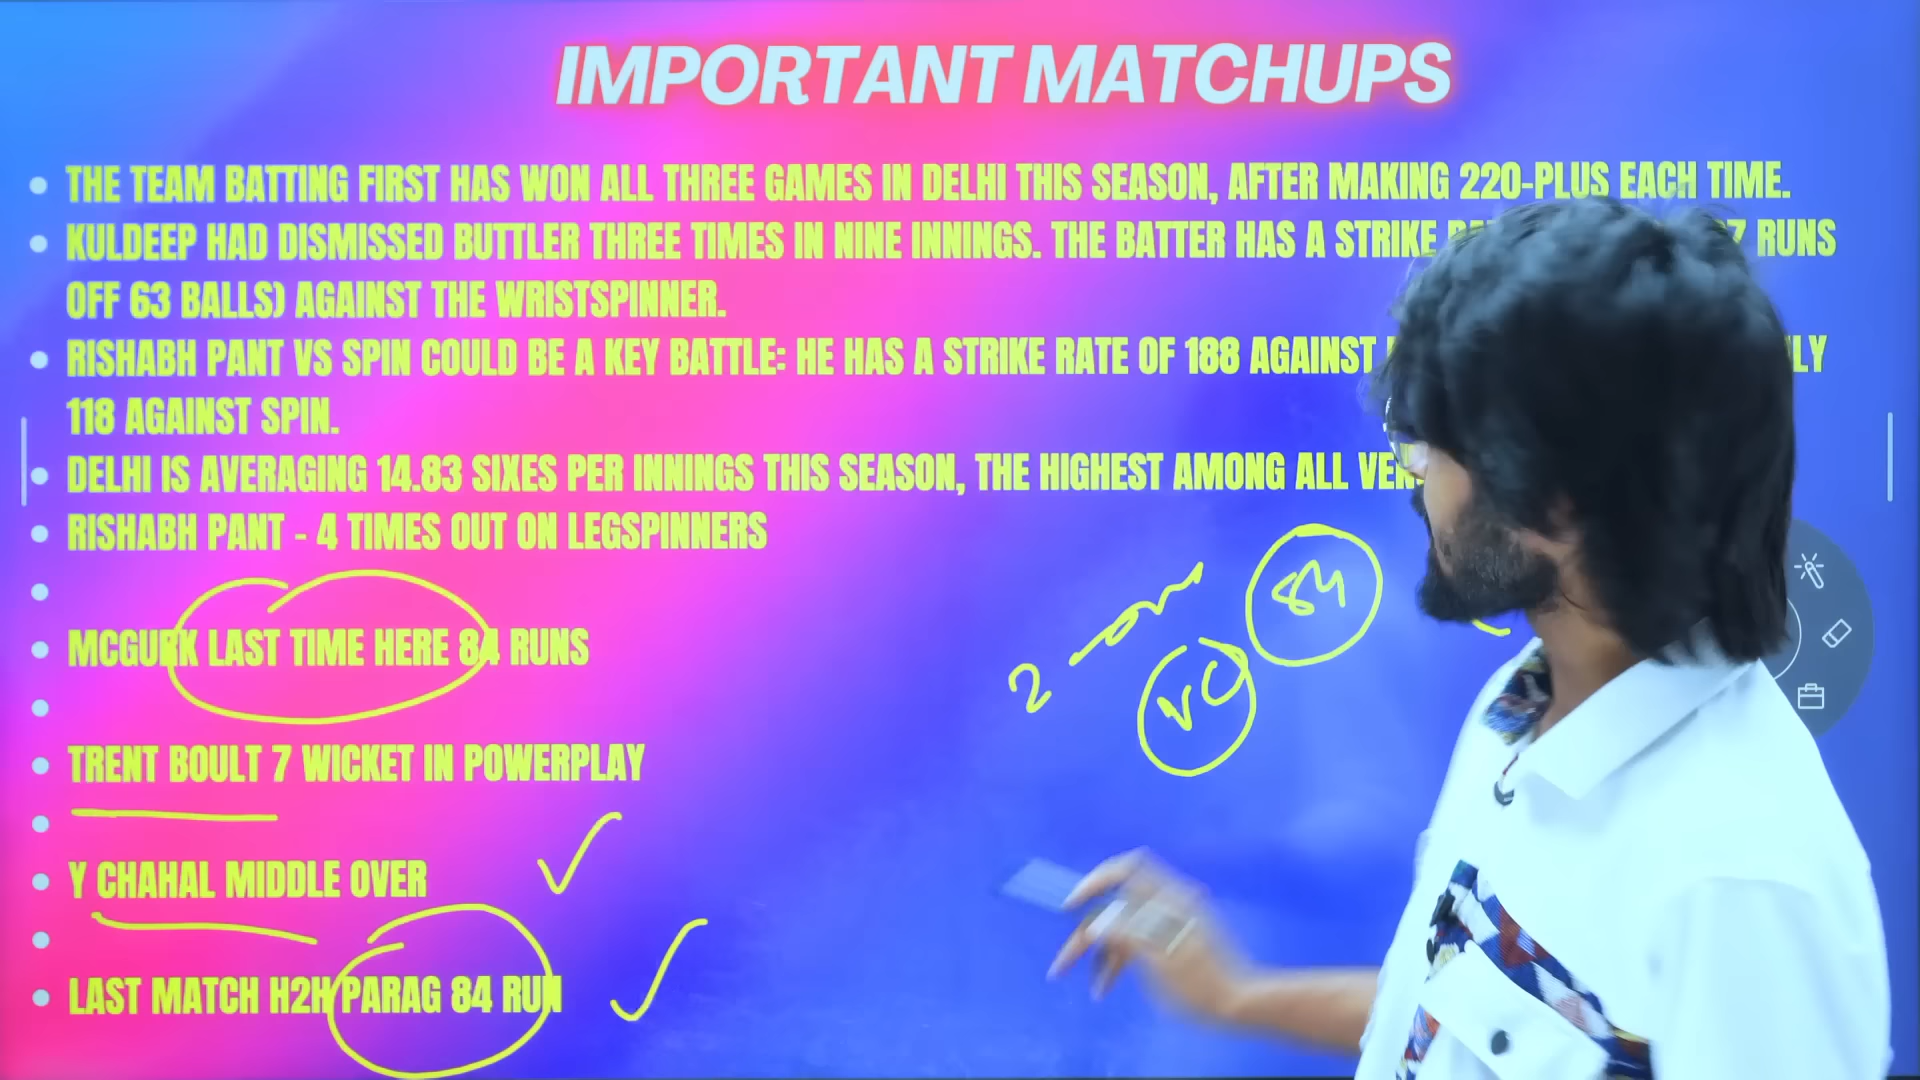 IMPORTANT MATCHUPS
THE TEAM BATTING FIRST HAS WON ALL THREE GAMES IN DELHI THIS SEASON, AFTER MAKING 220-PLUS EACH TIME.
KULDEEP HAD DISMISSED BUTTLER THREE TIMES IN NINE INNINGS. THE BATTER HAS A STRIKE 7 RUNS
OFF 63 BALLS) AGAINST THE WRISTSPINNER.
RISHABH PANT VS SPIN COULD BE A KEY BATTLE: HE HAS A STRIKE RATE OF 188 AGAINST LY
118 AGAINST SPIN.
DELHI IS AVERAGING 14.83 SIXES PER INNINGS THIS SEASON, THE HIGHEST AMONG ALL
RISHABH PANT - 4 TIMES OUT ON LEGSPINNERS
84
MCGURK LAST TIME HERE 84 RUNS
2
VC
TRENT BOULT 7 WICKET IN POWERPLAY
Y CHAHAL MIDDLE OVER
LAST MATCH H2H PARAG 84 RUN